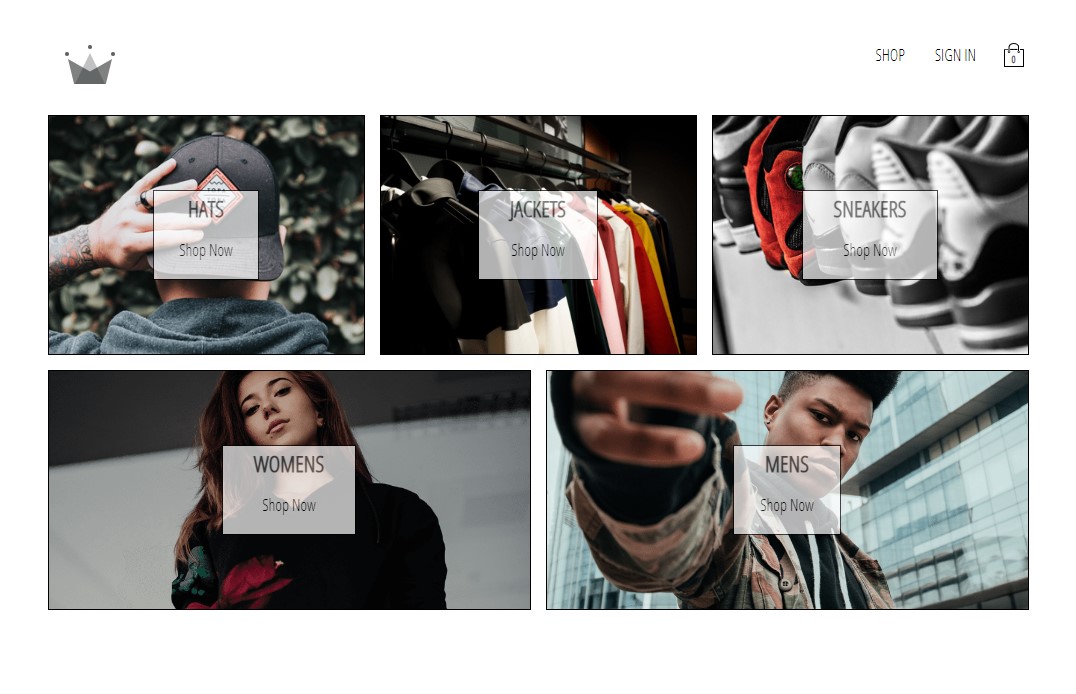 SHOP
SIGN IN
0
HATS
Shop Now
JACKETS
Shop Now
SNEAKERS
Shop Now
WOMENS
Shop Now
MENS
Shop Now